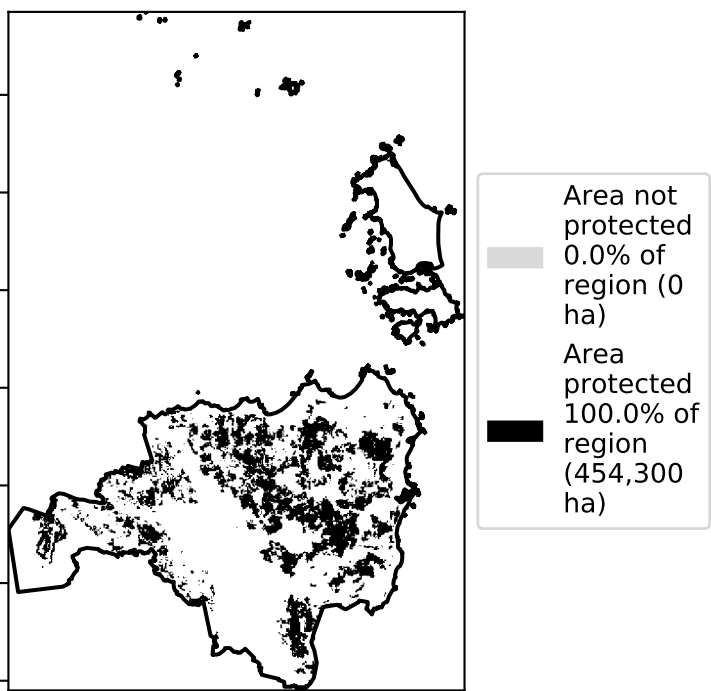 Area not
protected
0.0% of
region (0
ha)
Area
protected
100.0% of
region
(454,300
ha)